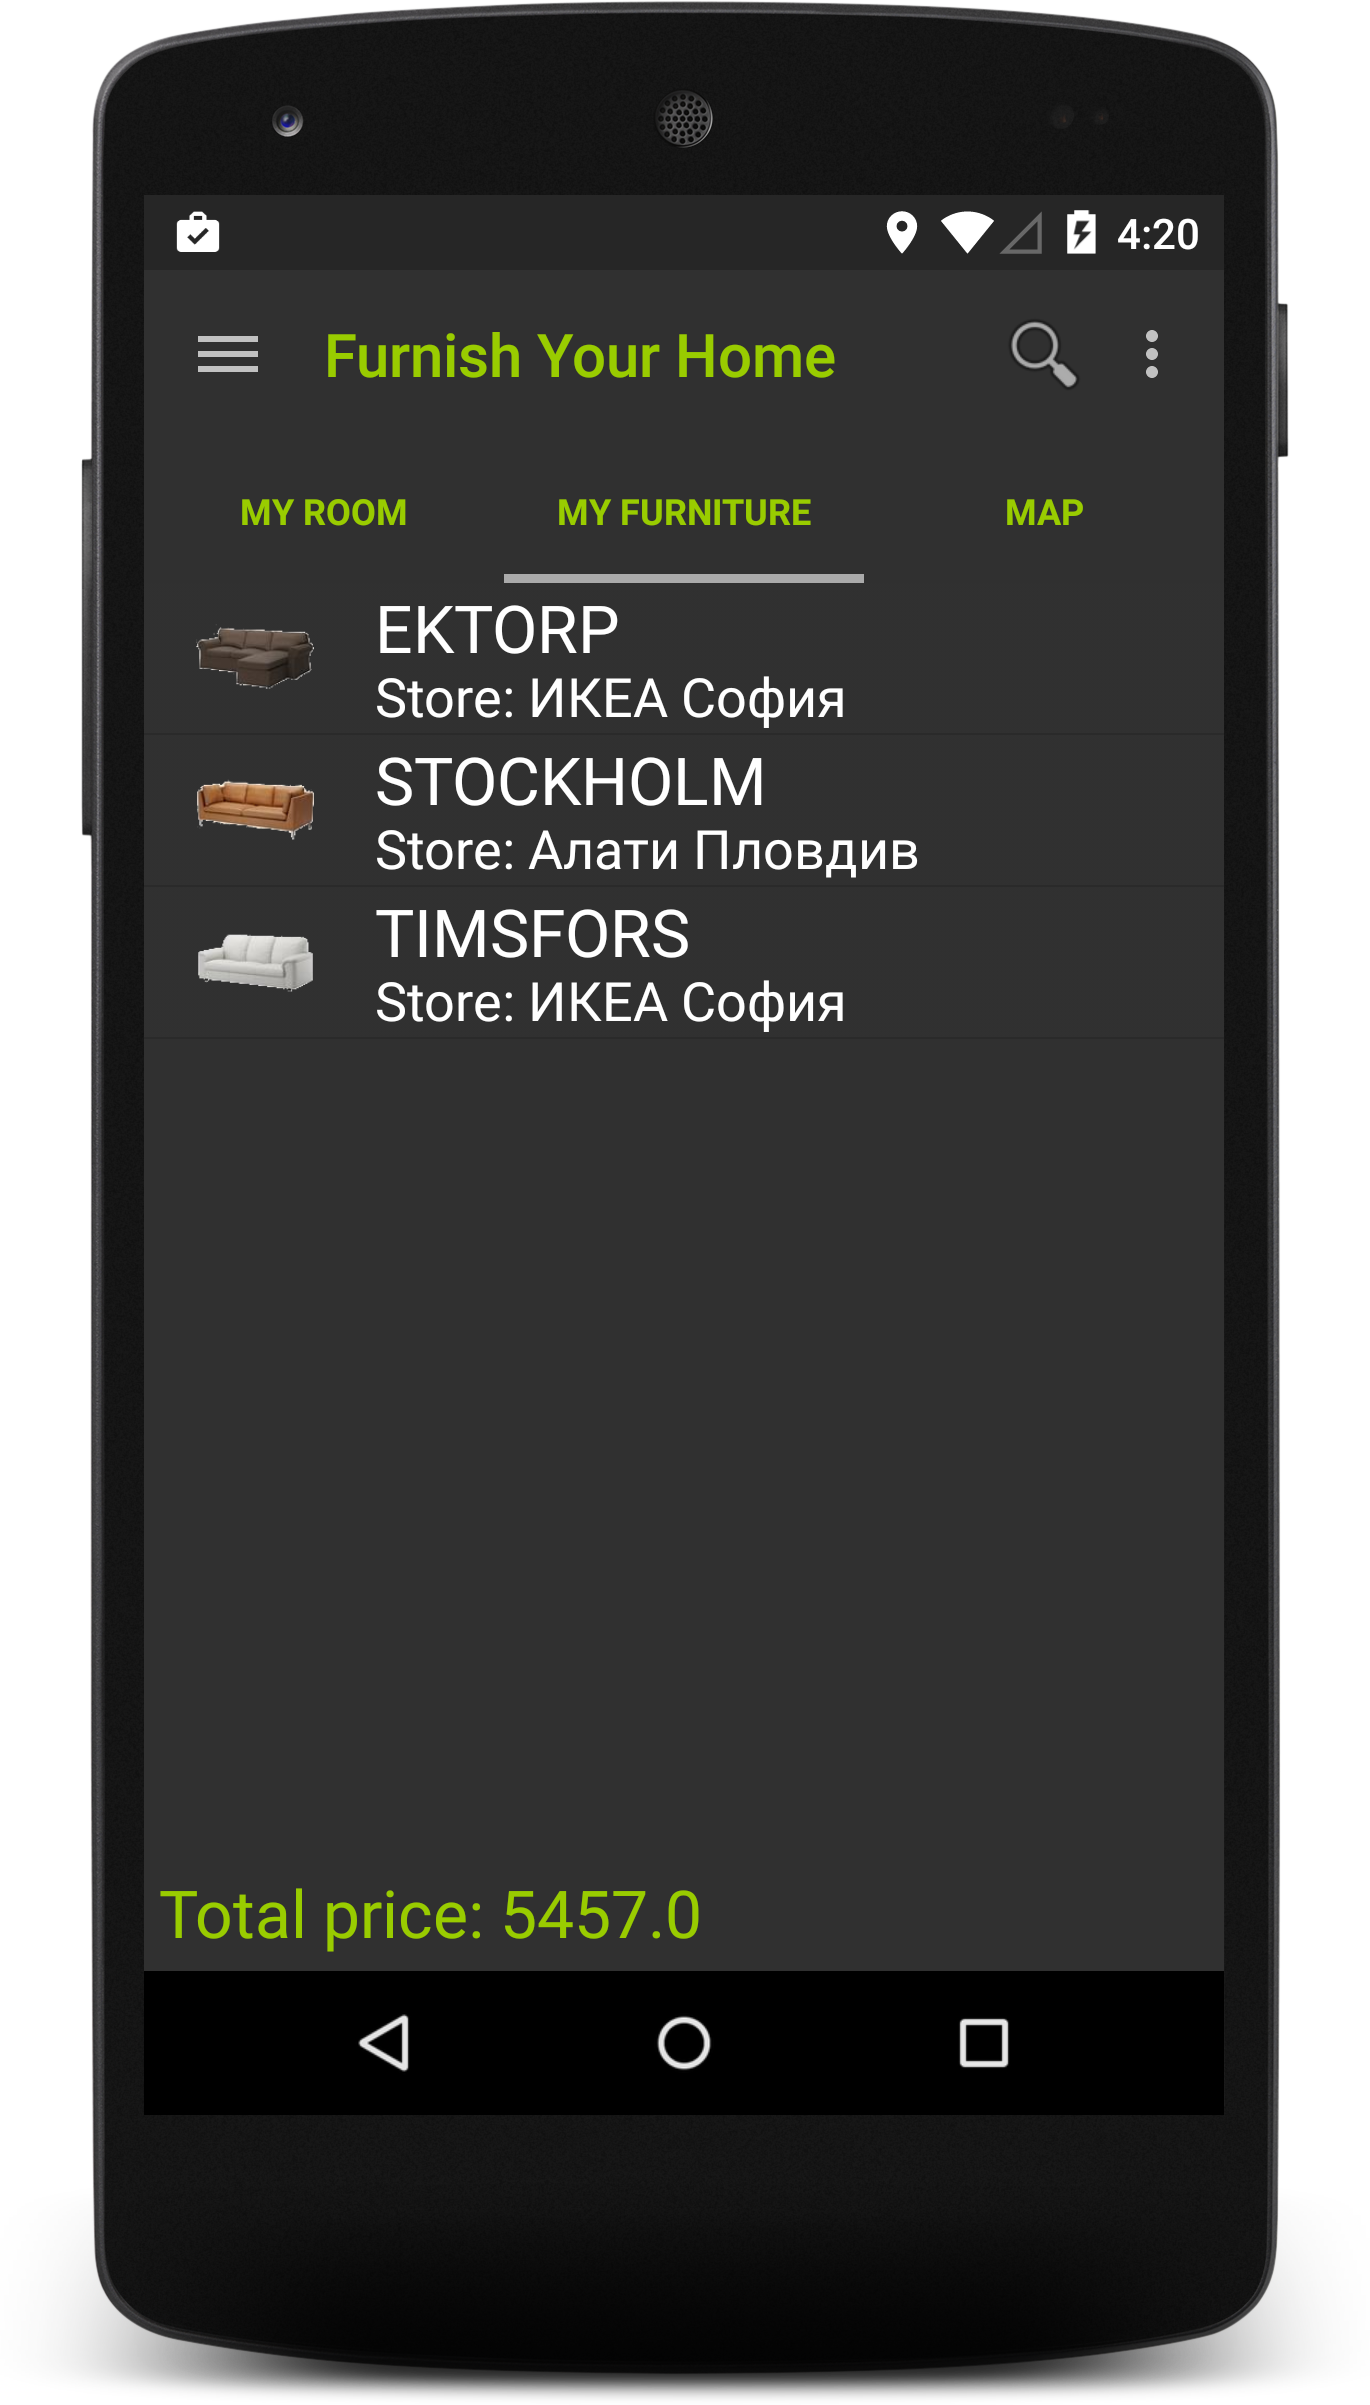 4:20
Furnish Your Home
MY ROOM MY FURNITURE MAP
EKTORP
Store: ИКЕА София
STOCKHOLM
Store: Алати Пловдив
TIMSFORS
Store: ИКЕА София
Total price: 5457.0